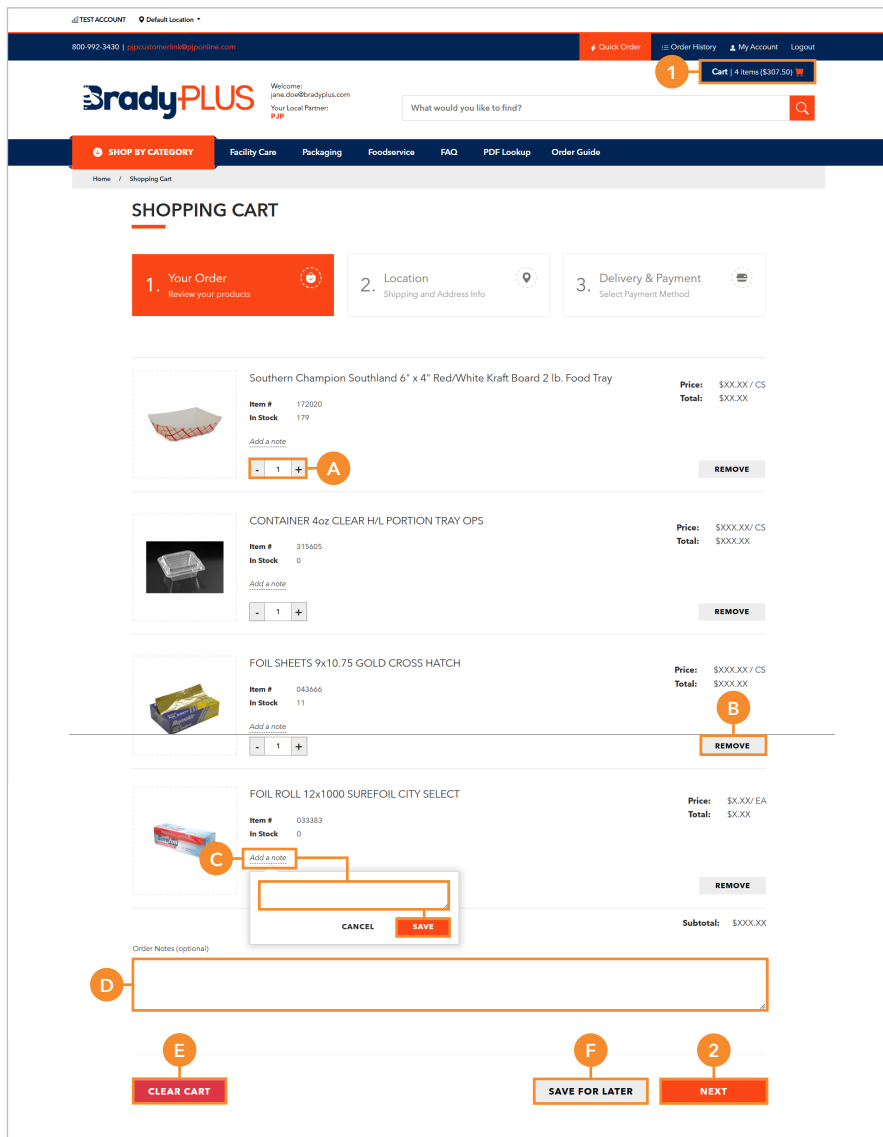 TEST ACCOUNT Default Location
800-992-3430 | pjpcustomerlink@pjponline.com Quick Order Order History My Account Logout
1 Cart | 4 items ($307.50)
BradyPLUS
Welcome:
jane.doe@bradyplus.com
Your Local Partner:
PJP
What would you like to find?
SHOP BY CATEGORY Facility Care Packaging Foodservice FAQ PDF Lookup Order Guide
Home / Shopping Cart
SHOPPING CART
1. Your Order
Review your products
2. Location
Shipping and Address Info
3. Delivery & Payment
Select Payment Method
Southern Champion Southland 6" x 4" Red/White Kraft Board 2 lb. Food Tray
Price: $XX.XX / CS
Total: $XX.XX
Item # 172020
In Stock 179
Add a note
- 1 + A
REMOVE
CONTAINER 4oz CLEAR H/L PORTION TRAY OPS
Price: $XXX.XX/ CS
Total: $XXX.XX
Item # 315605
In Stock 0
Add a note
- 1 +
REMOVE
FOIL SHEETS 9x10.75 GOLD CROSS HATCH
Price: $XXX.XX / CS
Total: $XXX.XX
Item # 043666
In Stock 11
B
Add a note
- 1 +
REMOVE
FOIL ROLL 12x1000 SUREFOIL CITY SELECT
Price: $X.XX/ EA
Total: $X.XX
Item # 033383
In Stock 0
C Add a note
REMOVE
CANCEL SAVE
Subtotal: $XXX.XX
Order Notes (optional)
D
E F 2
CLEAR CART SAVE FOR LATER NEXT